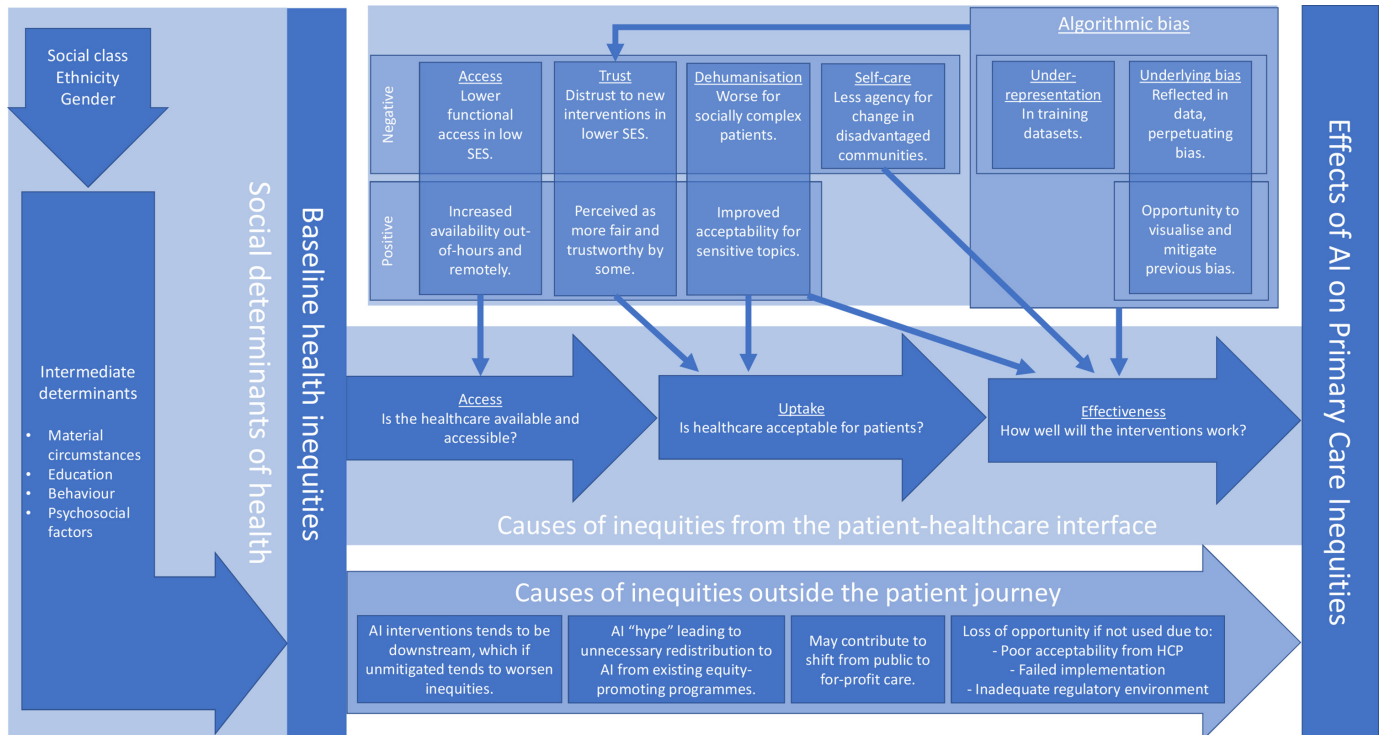 Social class
Ethnicity
Gender
Intermediate
determinants
• Material
circumstances
• Education
• Behaviour
• Psychosocial
factors
Social determinants of health
Baseline health inequities
Algorithmic bias
Negative
Access
Lower
functional
access in low
SES.
Trust
Distrust to new
interventions in
lower SES.
Dehumanisation
Worse for
socially complex
patients.
Self-care
Less agency for
change in
disadvantaged
communities.
Under-
representation
In training
datasets.
Underlying bias
Reflected in
data,
perpetuating
bias.
Positive
Increased
availability out-
of-hours and
remotely.
Perceived as
more fair and
trustworthy by
some.
Improved
acceptability for
sensitive topics.
Opportunity to
visualise and
mitigate
previous bias.
Access
Is the healthcare available and
accessible?
Uptake
Is healthcare acceptable for patients?
Effectiveness
How well will the interventions work?
Causes of inequities from the patient-healthcare interface
Causes of inequities outside the patient journey
AI interventions tends to be
downstream, which if
unmitigated tends to worsen
inequities.
AI “hype” leading to
unnecessary redistribution to
AI from existing equity-
promoting programmes.
May contribute to
shift from public to
for-profit care.
Loss of opportunity if not used due to:
- Poor acceptability from HCP
- Failed implementation
- Inadequate regulatory environment
Effects of AI on Primary Care Inequities